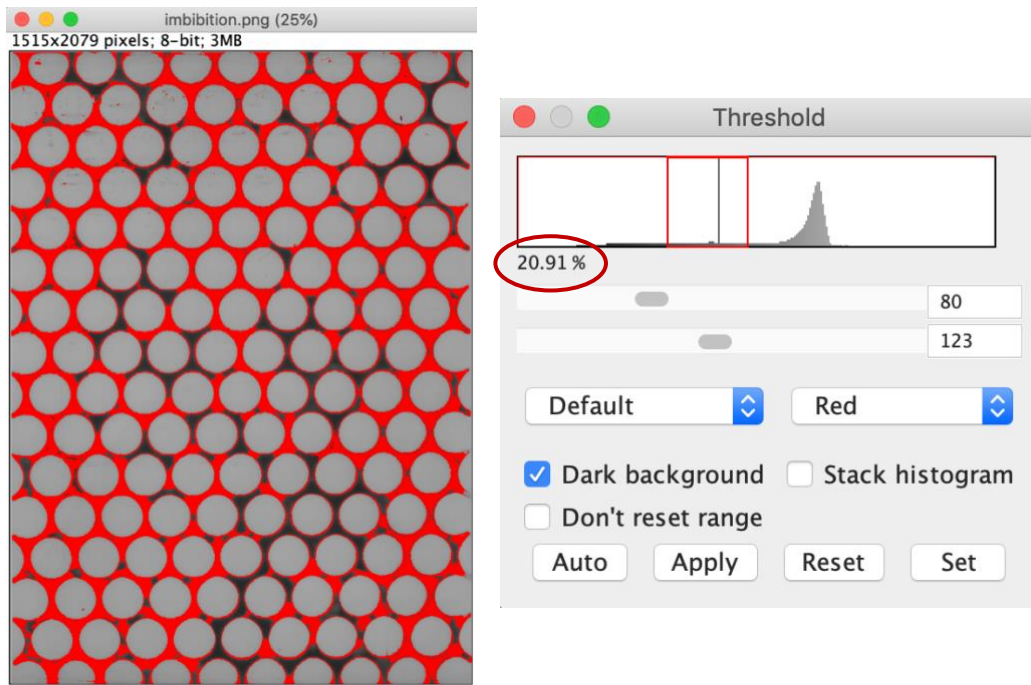 imbibition.png (25%)
1515x2079 pixels; 8-bit; 3MB
Threshold
20.91 %
80
123
Default
Red
Dark background
Stack histogram
Don't reset range
Auto
Apply
Reset
Set